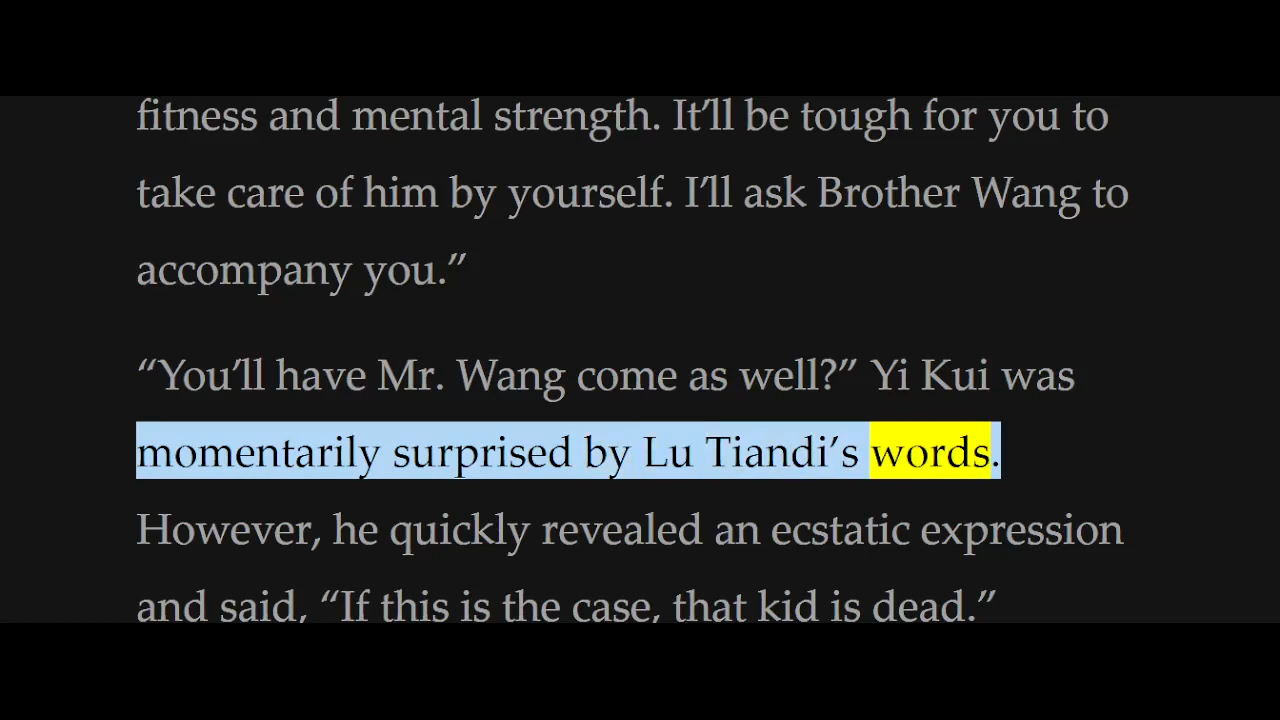 fitness and mental strength. It’ll be tough for you to
take care of him by yourself. I’ll ask Brother Wang to
accompany you.”
“You’ll have Mr. Wang come as well?” Yi Kui was
momentarily surprised by Lu Tiandi’s words.
However, he quickly revealed an ecstatic expression
and said, “If this is the case, that kid is dead.”